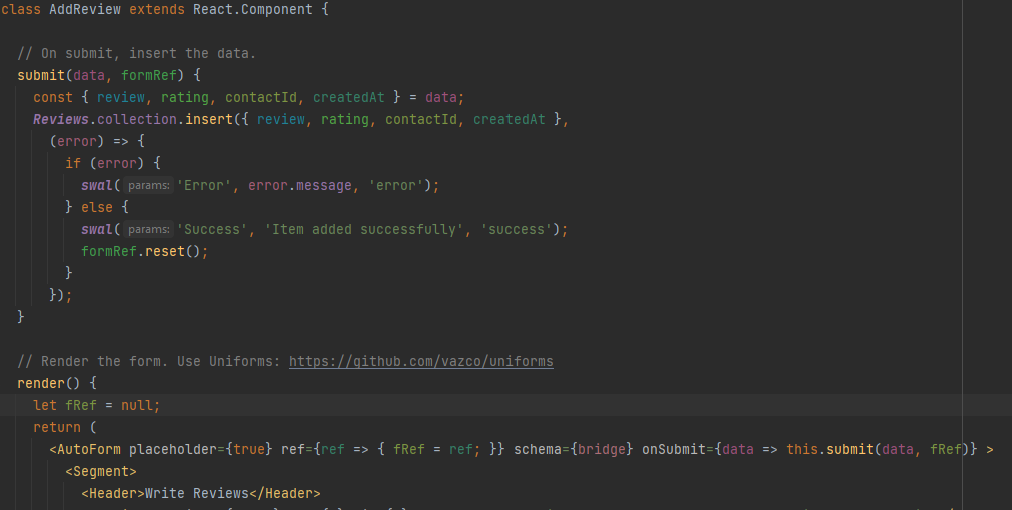 class AddReview extends React.Component {
// On submit, insert the data.
submit(data, formRef) {
const { review, rating, contactId, createdAt } = data;
Reviews.collection.insert({ review, rating, contactId, createdAt },
(error) => {
if (error) {
swal( params: 'Error', error.message, 'error');
} else {
swal( params: 'Success', 'Item added successfully', 'success');
formRef.reset();
}
});
}
// Render the form. Use Uniforms: https://github.com/vazco/uniforms
render() {
let fRef = null;
return (
<AutoForm placeholder={true} ref={ref => { fRef = ref; }} schema={bridge} onSubmit={data => this.submit(data, fRef)} >
<Segment>
<Header>Write Reviews</Header>